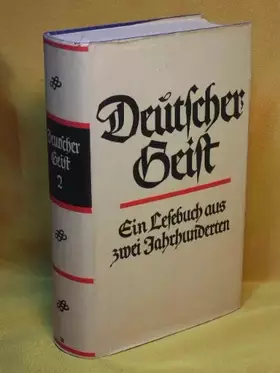 Deutscher
Geist
2
Deutscher
Geist
Ein Lesebuch aus
zwei Jahrhunderten